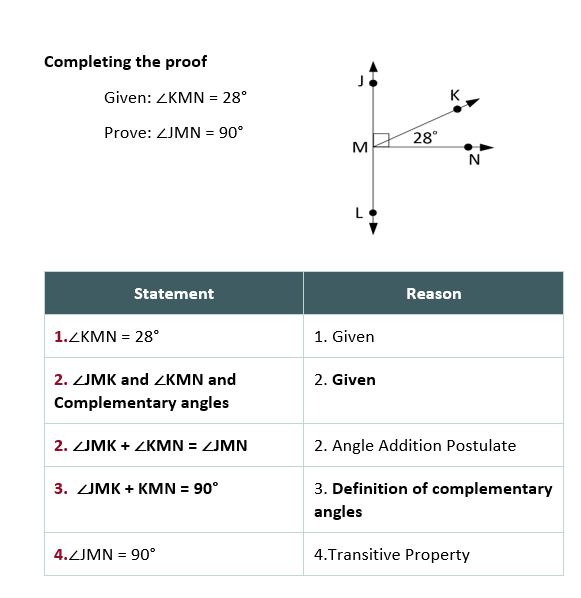 Completing the proof
Given: ∠KMN = 28°
Prove: ∠JMN = 90°
J
K
28°
M
N
L
Statement
Reason
1.∠KMN = 28°
1. Given
2. ∠JMK and ∠KMN and
Complementary angles
2. Given
2. ∠JMK + ∠KMN = ∠JMN
2. Angle Addition Postulate
3. ∠JMK + KMN = 90°
3. Definition of complementary
angles
4.∠JMN = 90°
4.Transitive Property